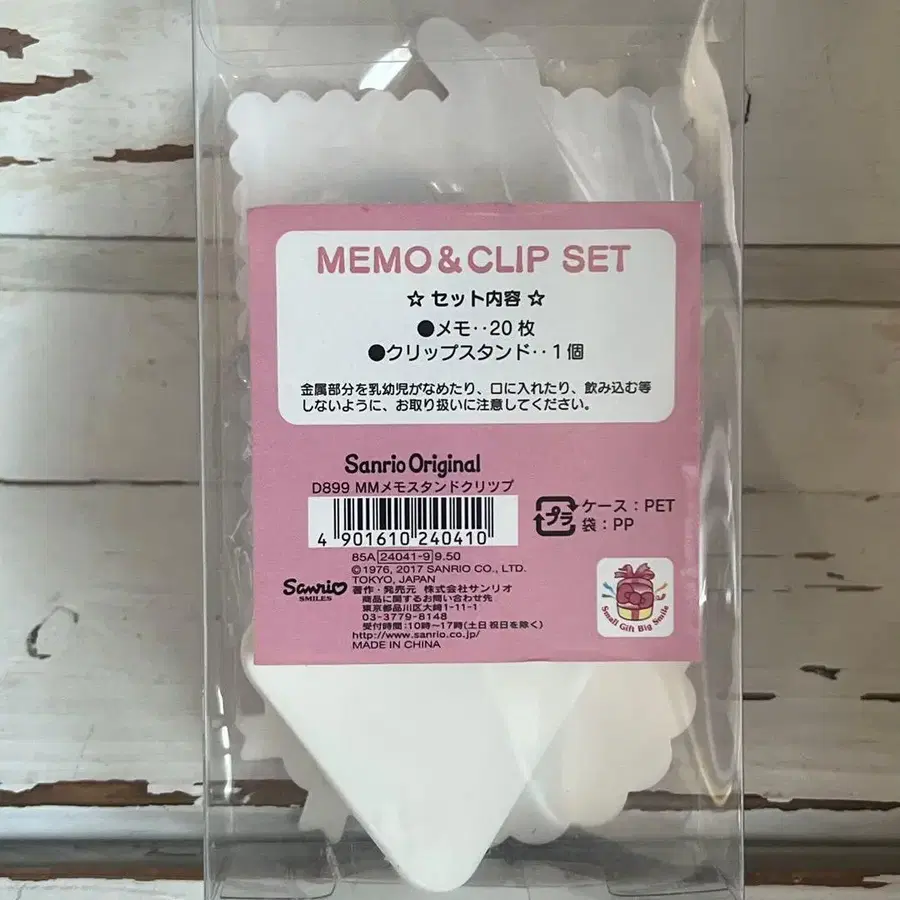 MEMO & CLIP SET
☆ セット内容 ☆
●メモ‥20 枚
●クリップスタンド‥1 個
金属部分を乳幼児がなめたり、口に入れたり、飲み込む等
しないように、お取り扱いに注意してください。
Sanrio Original
D899 MMメモスタンドクリツプ
4 901610 240410
プラ
ケース：PET
袋：PP
85A 24041-9 9.50
©1976, 2017 SANRIO CO., LTD.
TOKYO, JAPAN
著作・発売元 株式会社サンリオ
商品に関するお問い合わせ先
東京都品川区大崎1-11-1
03-3779-8148
受付時間：10時〜17時(土日 祝日を除く)
http://www.sanrio.co.jp/
MADE IN CHINA
Sanrio
SMILES
Small Gift Big Smile